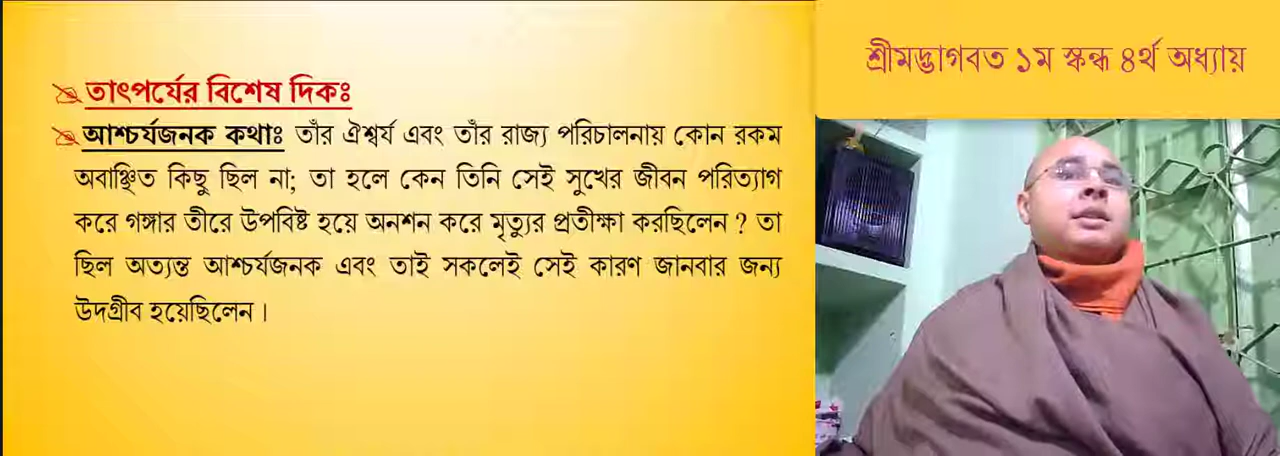 শ্রীমদ্ভাগবত ১ম স্কন্ধ ৪র্থ অধ্যায়
তাৎপর্যের বিশেষ দিকঃ
আশ্চর্যজনক কথাঃ তাঁর ঐশ্বর্য এবং তাঁর রাজ্য পরিচালনায় কোন রকম
অবাঞ্ছিত কিছু ছিল না; তা হলে কেন তিনি সেই সুখের জীবন পরিত্যাগ
করে গঙ্গার তীরে উপবিষ্ট হয়ে অনশন করে মৃত্যুর প্রতীক্ষা করছিলেন ? তা
ছিল অত্যন্ত আশ্চর্যজনক এবং তাই সকলেই সেই কারণ জানবার জন্য
উদগ্রীব হয়েছিলেন।